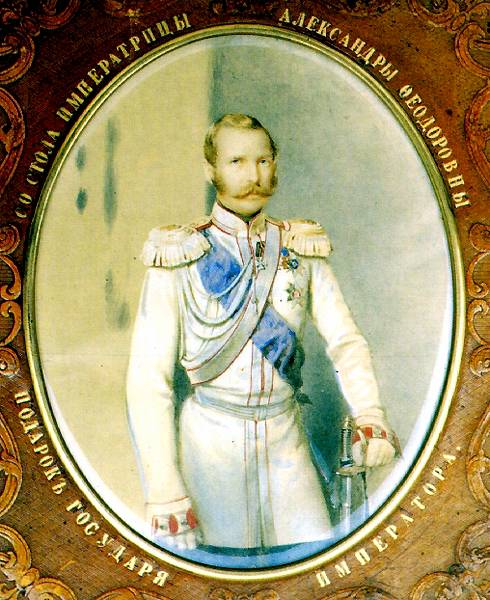 СО СТОЛА ИМПЕРАТРИЦЫ
АЛЕКСАНДРЫ ѲЕОДОРОВНЫ
ПОДАРОКЪ ГОСУДАРЯ
ИМПЕРАТОРА.